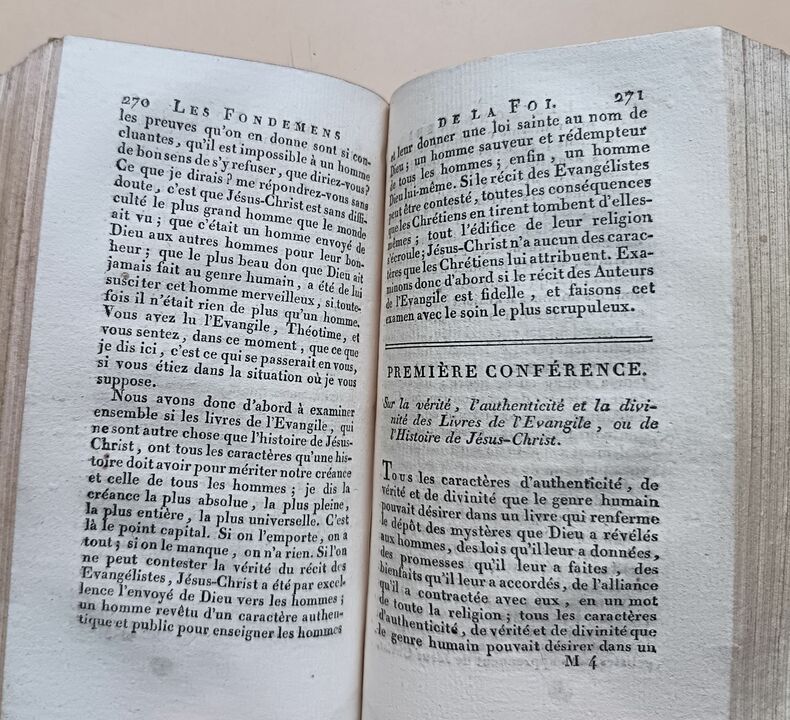 270 LES FONDEMENS
les preuves qu'on en donne sont si con-
cluantes, qu'il est impossible à un homme
de bon sens de s'y refuser, que diriez-vous?
Ce que je dirais? me répondrez-vous sans
doute, c'est que Jésus-Christ est sans diffi-
culté le plus grand homme que le monde
ait vu; que c'était un homme envoyé de
Dieu aux autres hommes pour leur bon-
heur; que le plus beau don que Dieu ait
jamais fait au genre humain, a été de lui
susciter cet homme merveilleux, si toute-
fois il n'était rien de plus qu'un homme.
Vous avez lu l'Evangile, Théotime, et
vous sentez, dans ce moment, que ce que
je dis ici, c'est ce qui se passerait en vous,
si vous étiez dans la situation où je vous
suppose.
Nous avons donc d'abord à examiner
ensemble si les livres de l'Evangile, qui
ne sont autre chose que l'histoire de Jésus-
Christ, ont tous les caractères qu'une his-
toire doit avoir pour mériter notre créance
et celle de tous les hommes; je dis la
créance la plus absolue, la plus pleine,
la plus entière, la plus universelle. C'est
là le point capital. Si on l'emporte, on a
tout; si on le manque, on n'a rien. Si l'on
ne peut contester la vérité du récit des
Evangélistes, Jésus-Christ a été par excel-
lence l'envoyé de Dieu vers les hommes;
un homme revêtu d'un caractère authen-
tique et public pour enseigner les hommes
DE LA FOI. 271
et leur donner une loi sainte au nom de
Dieu; un homme sauveur et rédempteur
de tous les hommes; enfin, un homme
Dieu lui-même. Si le récit des Evangélistes
peut être contesté, toutes les conséquences
que les Chrétiens en tirent tombent d'elles-
mêmes; tout l'édifice de leur religion
s'écroule; Jésus-Christ n'a aucun des carac-
tères que les Chrétiens lui attribuent. Exa-
minons donc d'abord si le récit des Auteurs
de l'Evangile est fidelle, et faisons cet
examen avec le soin le plus scrupuleux.
PREMIÈRE CONFÉRENCE.
Sur la vérité, l'authenticité et la divi-
nité des Livres de l'Evangile, ou de
l'Histoire de Jésus-Christ.
Tous les caractères d'authenticité, de
vérité et de divinité que le genre humain
pouvait désirer dans un livre qui renferme
le dépôt des mystères que Dieu a révélés
aux hommes, des lois qu'il leur a données,
des promesses qu'il leur a faites, des
bienfaits qu'il leur a accordés, de l'alliance
qu'il a contractée avec eux, en un mot
de toute la religion; tous les caractères
d'authenticité, de vérité et de divinité que
le genre humain pouvait désirer dans un
M 4